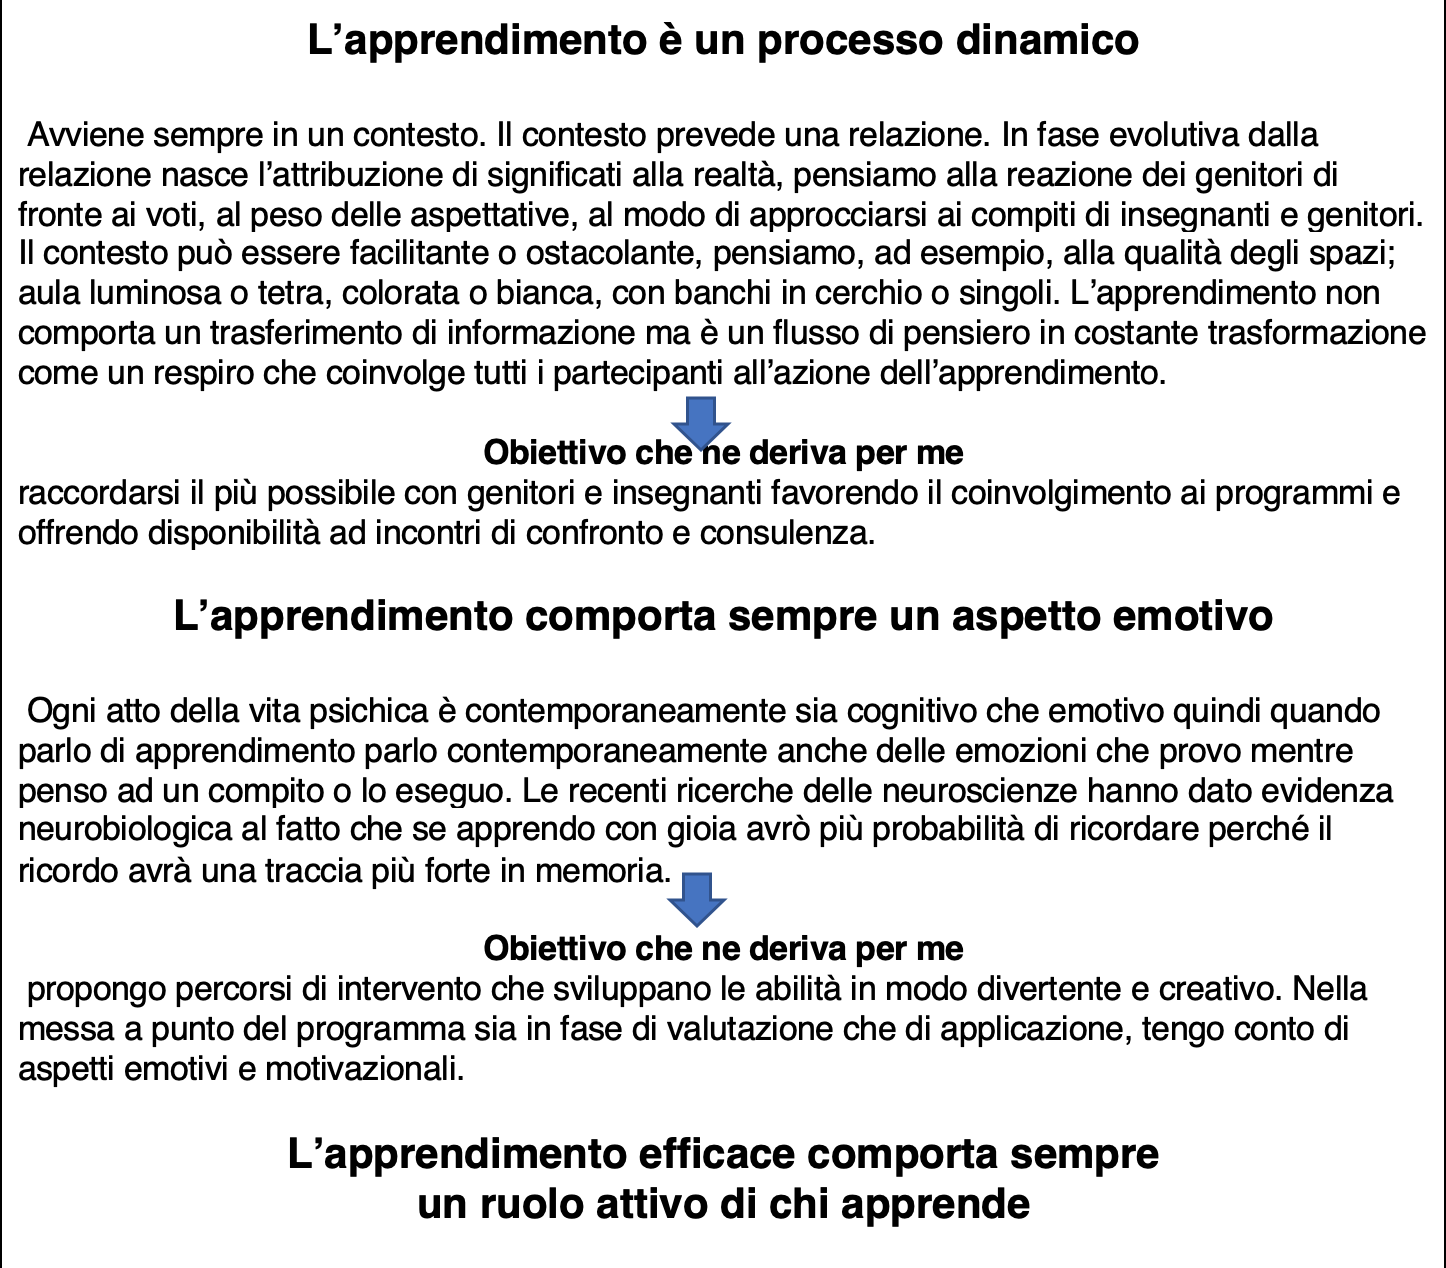 L’apprendimento è un processo dinamico
Avviene sempre in un contesto. Il contesto prevede una relazione. In fase evolutiva dalla
relazione nasce l’attribuzione di significati alla realtà, pensiamo alla reazione dei genitori di
fronte ai voti, al peso delle aspettative, al modo di approcciarsi ai compiti di insegnanti e genitori.
Il contesto può essere facilitante o ostacolante, pensiamo, ad esempio, alla qualità degli spazi;
aula luminosa o tetra, colorata o bianca, con banchi in cerchio o singoli. L’apprendimento non
comporta un trasferimento di informazione ma è un flusso di pensiero in costante trasformazione
come un respiro che coinvolge tutti i partecipanti all’azione dell’apprendimento.
Obiettivo che ne deriva per me
raccordarsi il più possibile con genitori e insegnanti favorendo il coinvolgimento ai programmi e
offrendo disponibilità ad incontri di confronto e consulenza.
L’apprendimento comporta sempre un aspetto emotivo
Ogni atto della vita psichica è contemporaneamente sia cognitivo che emotivo quindi quando
parlo di apprendimento parlo contemporaneamente anche delle emozioni che provo mentre
penso ad un compito o lo eseguo. Le recenti ricerche delle neuroscienze hanno dato evidenza
neurobiologica al fatto che se apprendo con gioia avrò più probabilità di ricordare perché il
ricordo avrà una traccia più forte in memoria.
Obiettivo che ne deriva per me
propongo percorsi di intervento che sviluppano le abilità in modo divertente e creativo. Nella
messa a punto del programma sia in fase di valutazione che di applicazione, tengo conto di
aspetti emotivi e motivazionali.
L’apprendimento efficace comporta sempre
un ruolo attivo di chi apprende